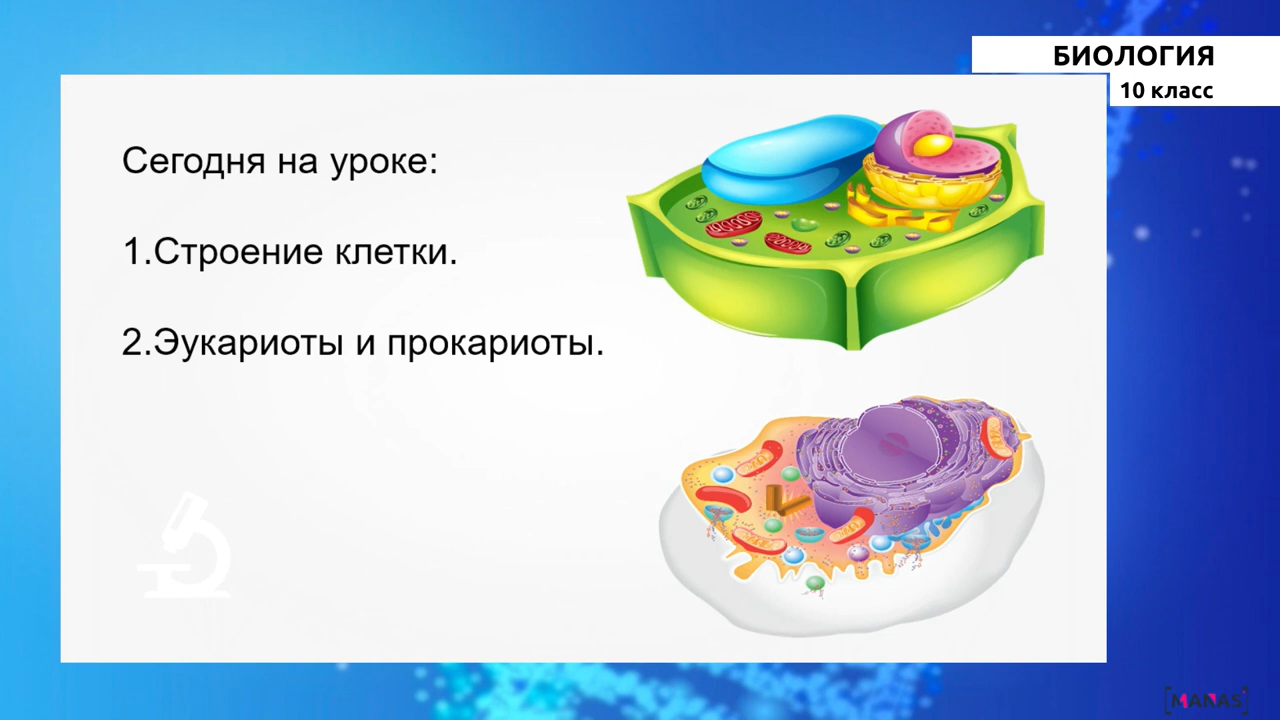 БИОЛОГИЯ
10 класс
Сегодня на уроке:
1.Строение клетки.
2.Эукариоты и прокариоты.
[MANAS]